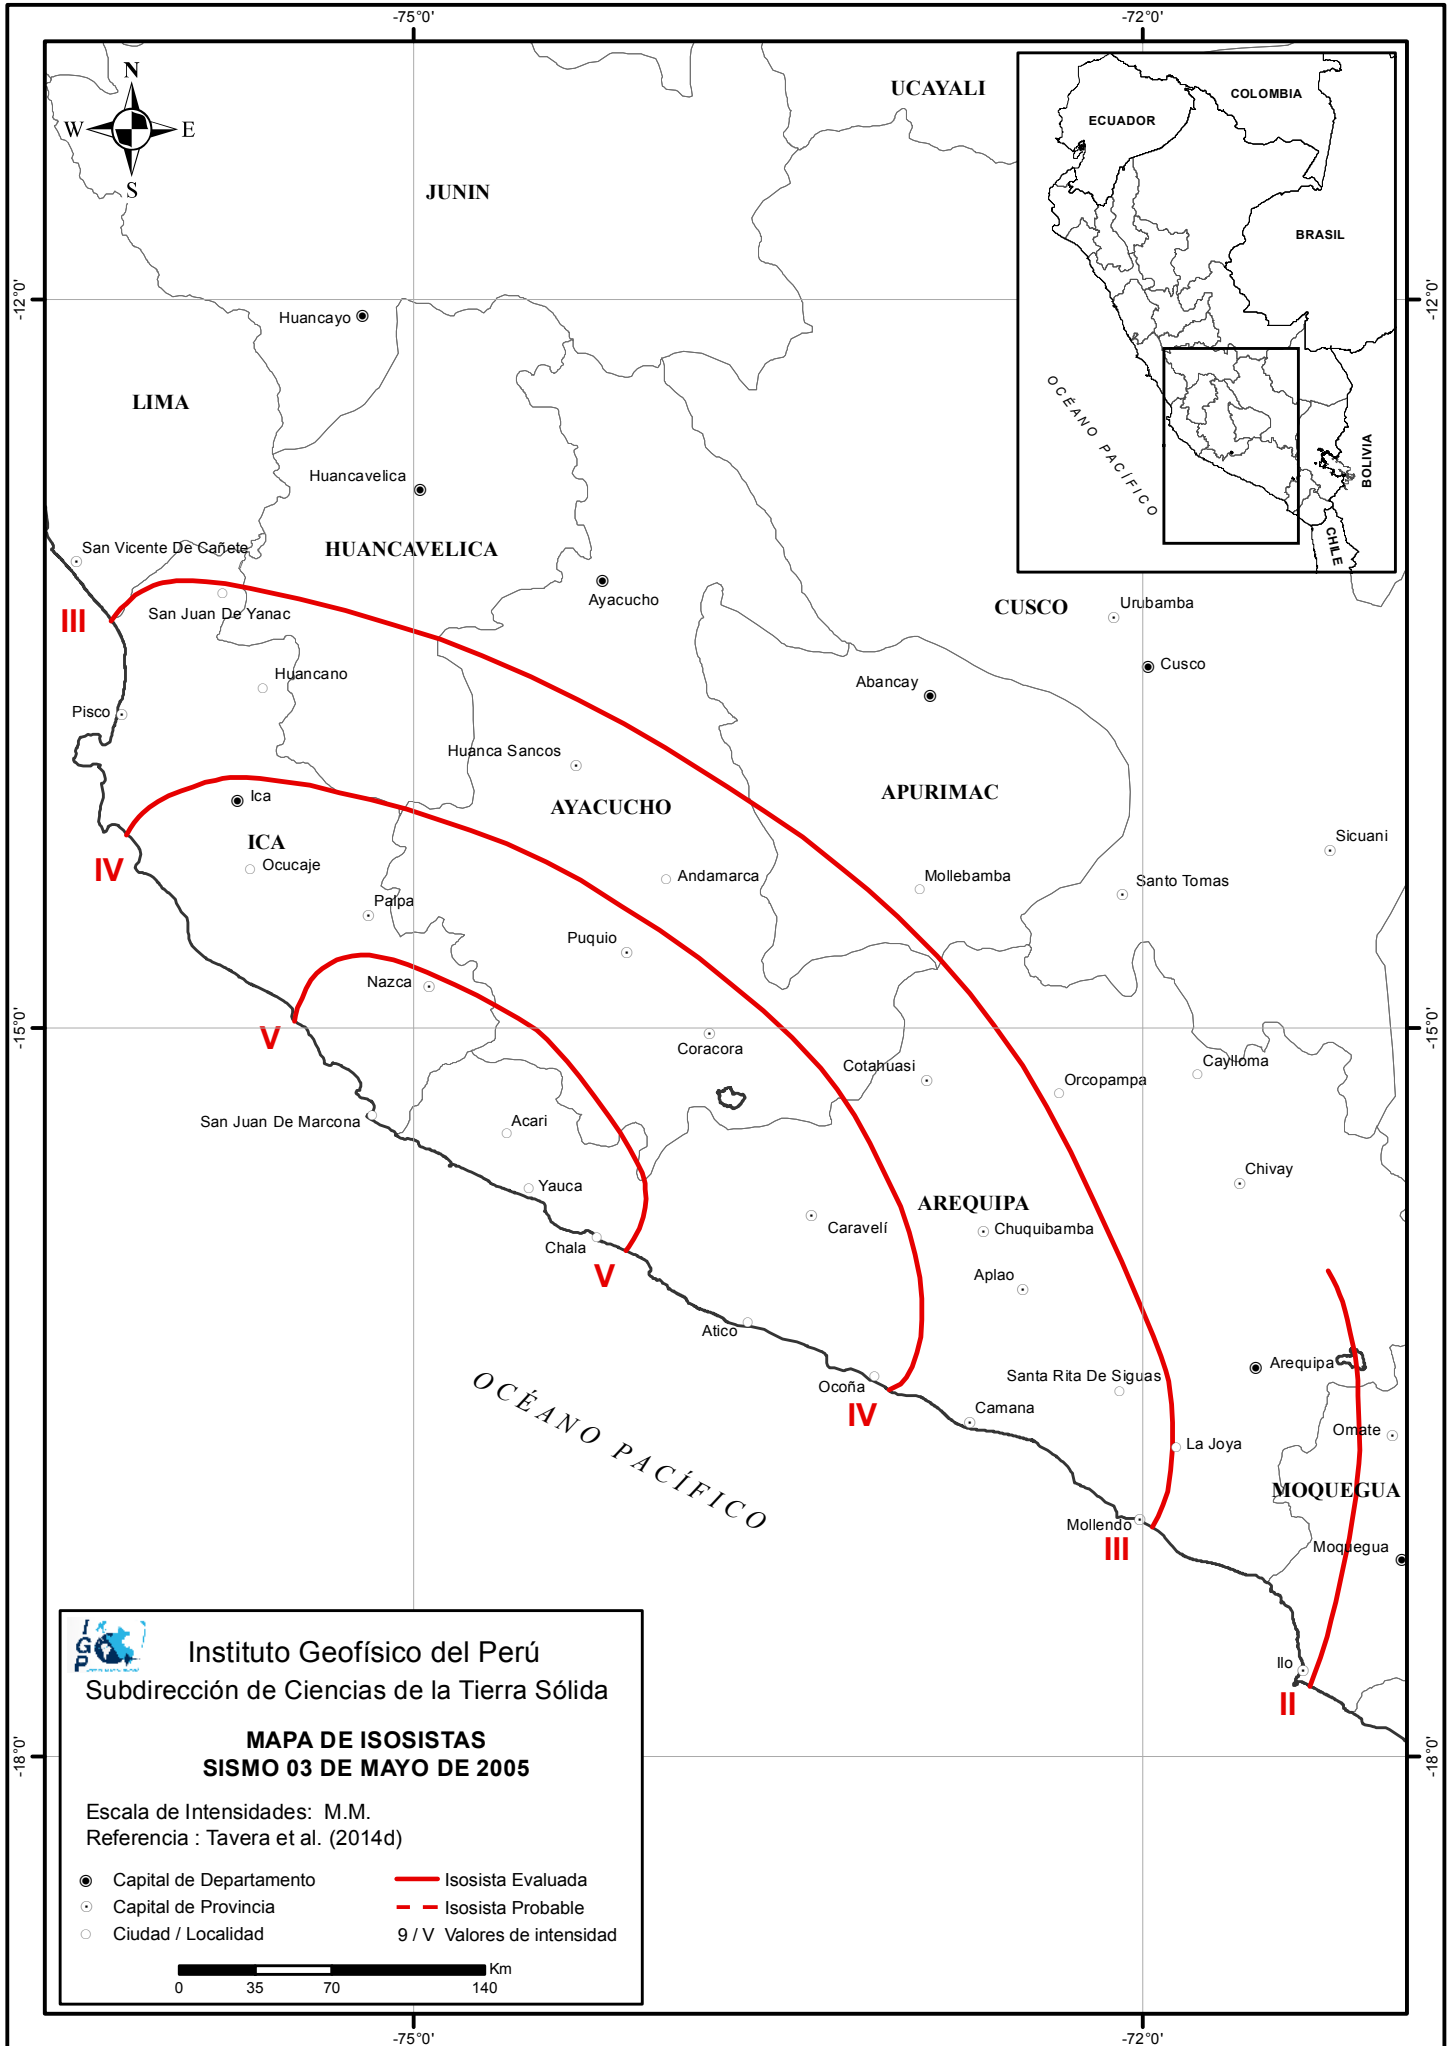 -75°0'
-72°0'
N
W
E
S
UCAYALI
JUNIN
COLOMBIA
ECUADOR
BRASIL
OCÉANO PACÍFICO
BOLIVIA
CHILE
-12°0'
-12°0'
Huancayo
LIMA
Huancavelica
HUANCAVELICA
San Vicente De Cañete
Ayacucho
CUSCO
Urubamba
III
San Juan De Yanac
Cusco
Huancano
Abancay
Pisco
Huanca Sancos
Ica
AYACUCHO
APURIMAC
ICA
Sicuani
IV
Ocucaje
Andamarca
Mollebamba
Santo Tomas
Palpa
Puquio
Nazca
-15°0'
-15°0'
V
Coracora
Cotahuasi
Orcopampa
Caylloma
San Juan De Marcona
Acari
Chivay
Yauca
AREQUIPA
Caravelí
Chuquibamba
Chala
V
Aplao
Atico
Arequipa
Ocoña
Santa Rita De Siguas
IV
Camana
Omate
La Joya
OCÉANO PACÍFICO
MOQUEGUA
Mollendo
III
Moquegua
Ilo
II
-18°0'
-18°0'
IGP
Instituto Geofísico del Perú
Subdirección de Ciencias de la Tierra Sólida
MAPA DE ISOSISTAS
SISMO 03 DE MAYO DE 2005
Escala de Intensidades: M.M.
Referencia : Tavera et al. (2014d)
Capital de Departamento
Isosista Evaluada
Capital de Provincia
Isosista Probable
Ciudad / Localidad
9 / V Valores de intensidad
Km
0 35 70 140
-75°0'
-72°0'